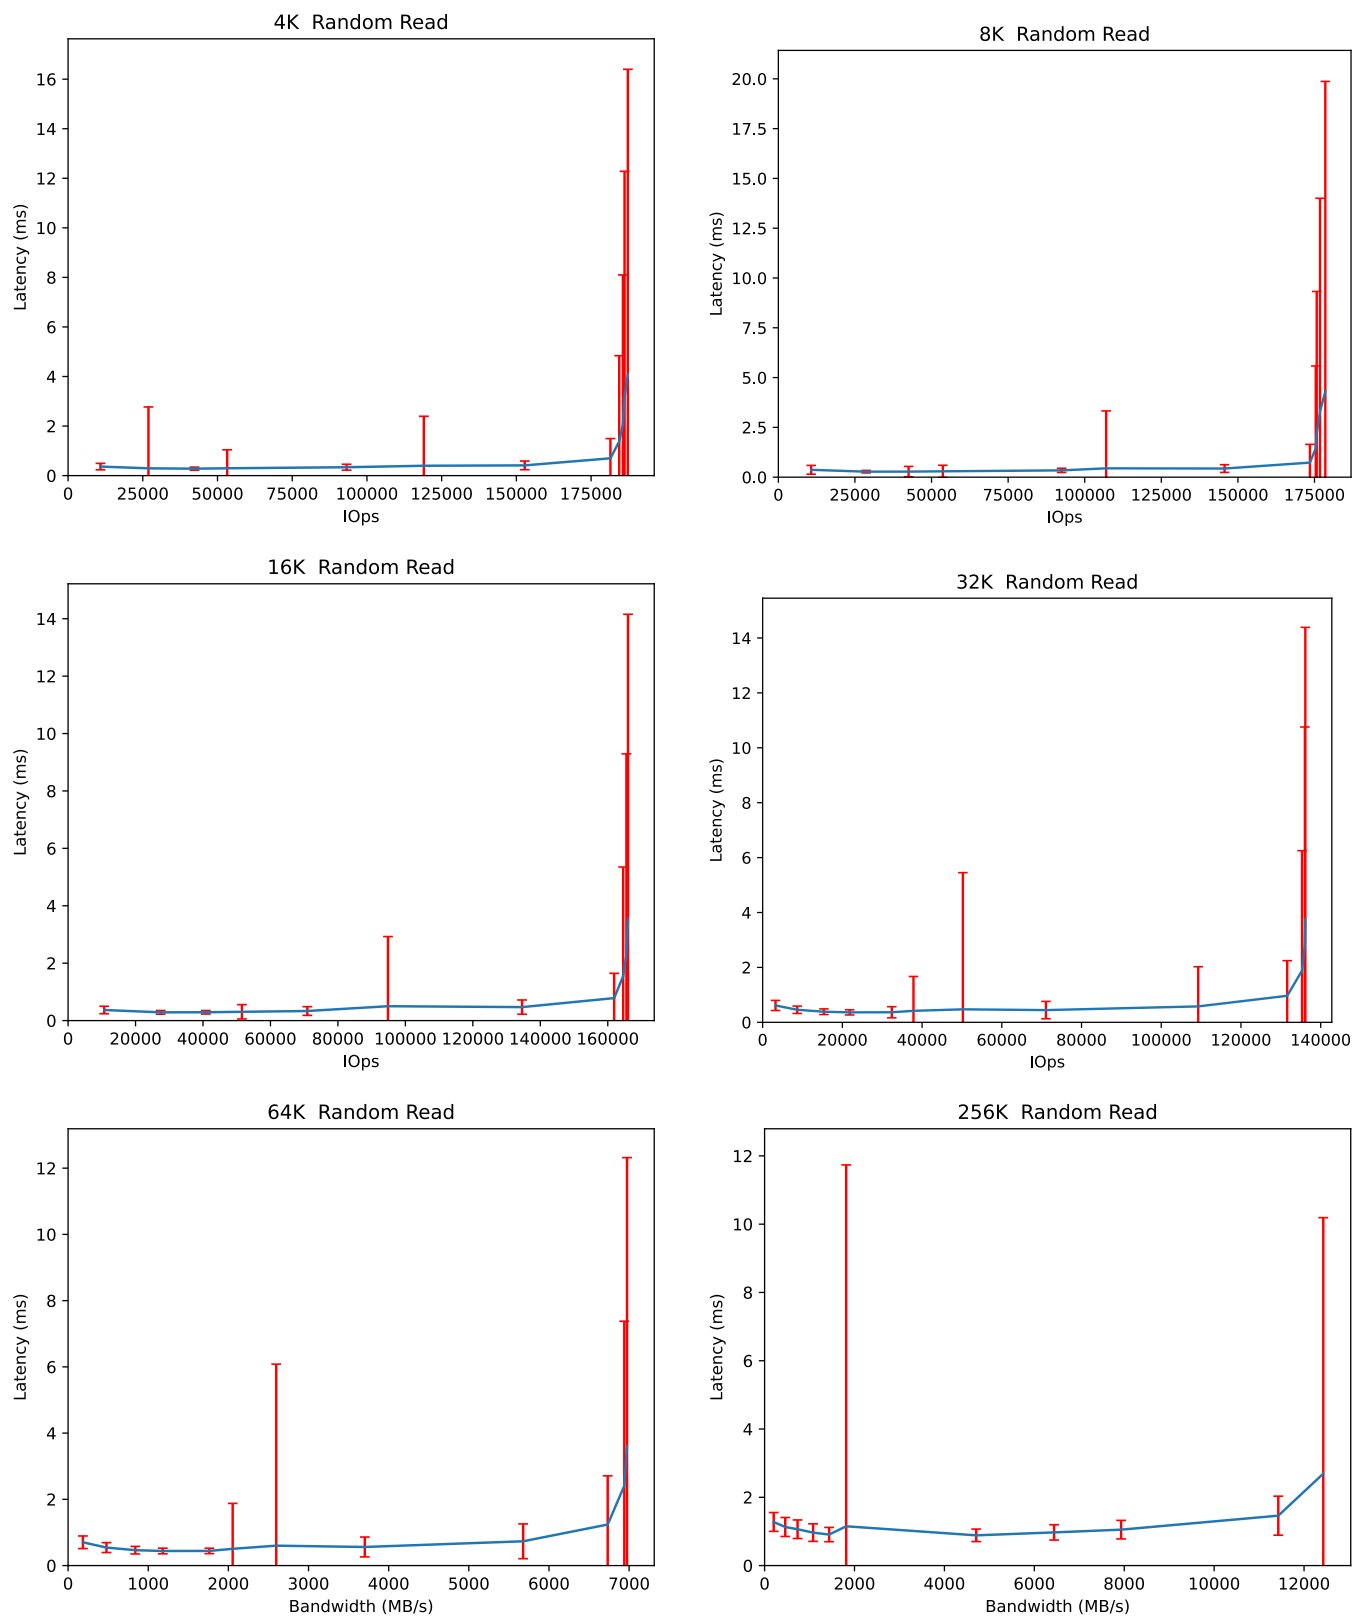 4K  Random Read
16
14
12
10
8
6
4
2
0
Latency (ms)
0 25000 50000 75000 100000 125000 150000 175000
IOps
8K  Random Read
20.0
17.5
15.0
12.5
10.0
7.5
5.0
2.5
0.0
Latency (ms)
0 25000 50000 75000 100000 125000 150000 175000
IOps
16K  Random Read
14
12
10
8
6
4
2
0
Latency (ms)
0 20000 40000 60000 80000 100000 120000 140000 160000
IOps
32K  Random Read
14
12
10
8
6
4
2
0
Latency (ms)
0 20000 40000 60000 80000 100000 120000 140000
IOps
64K  Random Read
12
10
8
6
4
2
0
Latency (ms)
0 1000 2000 3000 4000 5000 6000 7000
Bandwidth (MB/s)
256K  Random Read
12
10
8
6
4
2
0
Latency (ms)
0 2000 4000 6000 8000 10000 12000
Bandwidth (MB/s)